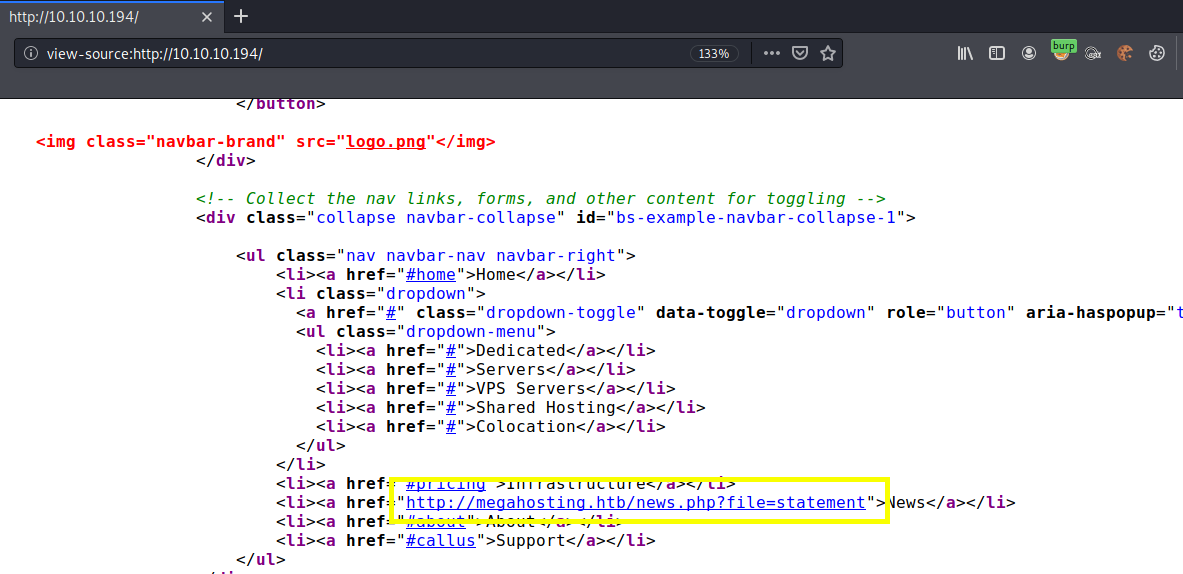 http://10.10.10.194/
view-source:http://10.10.10.194/
133%
burp
</button>
<img class="navbar-brand" src="logo.png"</img>
</div>
<!-- Collect the nav links, forms, and other content for toggling -->
<div class="collapse navbar-collapse" id="bs-example-navbar-collapse-1">
<ul class="nav navbar-nav navbar-right">
<li><a href="#home">Home</a></li>
<li class="dropdown">
<a href="#" class="dropdown-toggle" data-toggle="dropdown" role="button" aria-haspopup="t
<ul class="dropdown-menu">
<li><a href="#">Dedicated</a></li>
<li><a href="#">Servers</a></li>
<li><a href="#">VPS Servers</a></li>
<li><a href="#">Shared Hosting</a></li>
<li><a href="#">Colocation</a></li>
</ul>
</li>
<li><a href="#pricing">Infrastructure</a></li>
<li><a href="http://megahosting.htb/news.php?file=statement">News</a></li>
<li><a href="#about">About</a></li>
<li><a href="#callus">Support</a></li>
</ul>